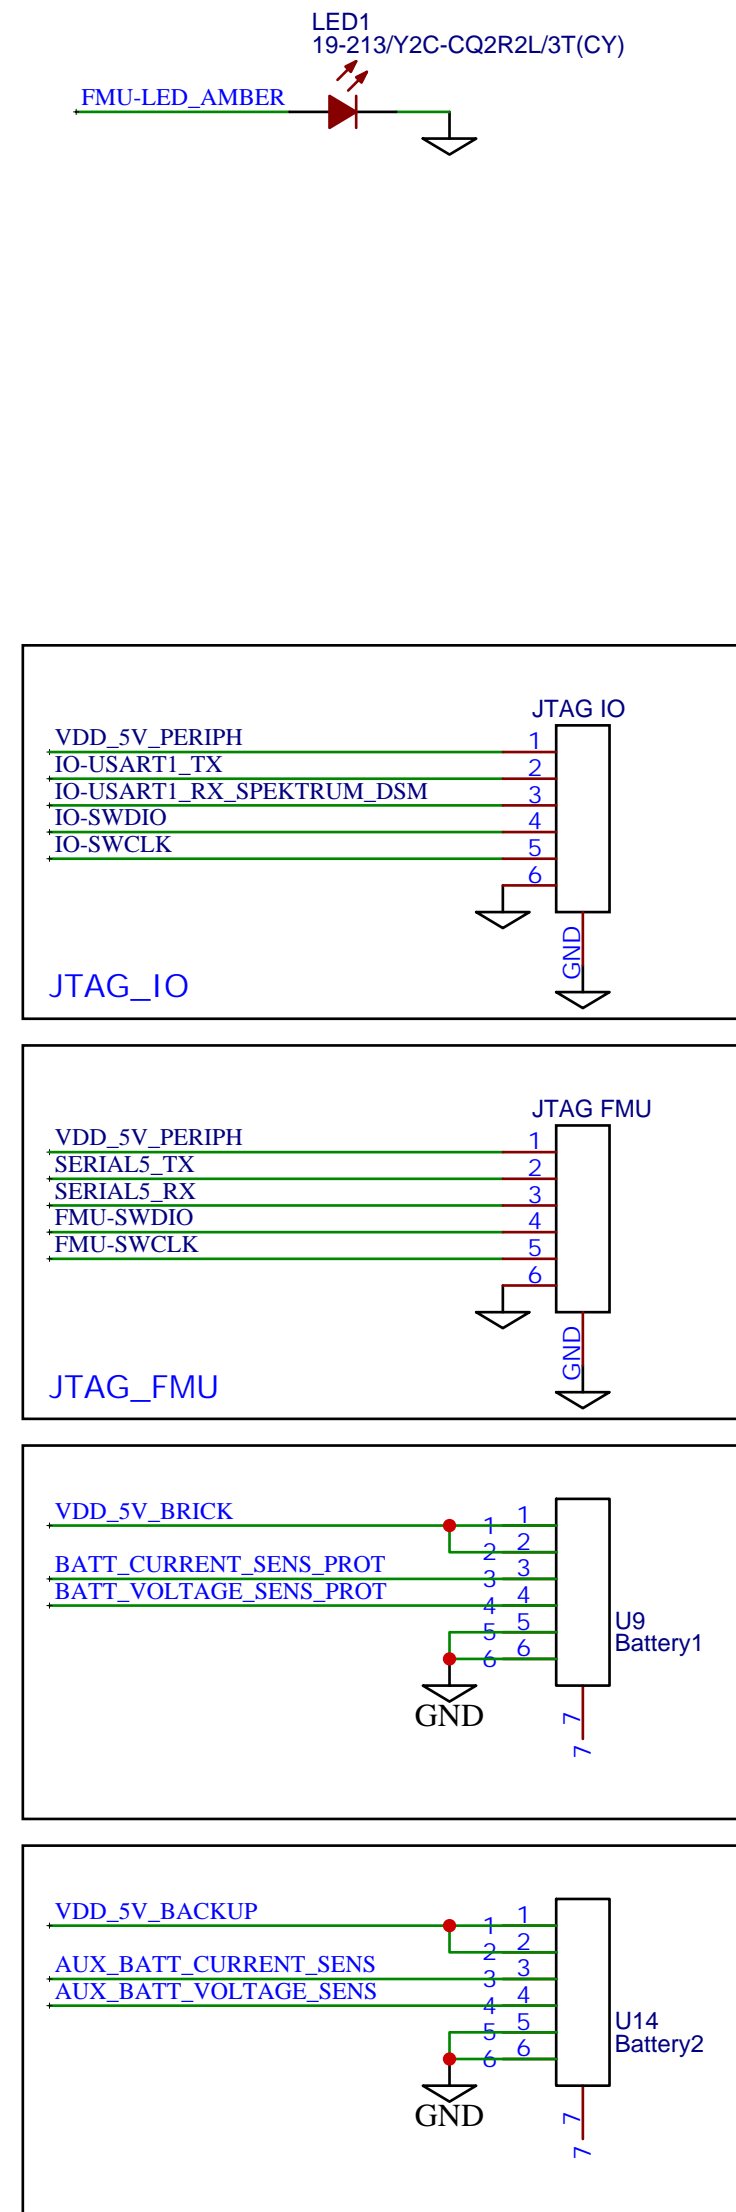 LED1
19-213/Y2C-CQ2R2L/3T(CY)
FMU-LED_AMBER
JTAG IO
VDD_5V_PERIPH 1
IO-USART1_TX 2
IO-USART1_RX_SPEKTRUM_DSM 3
IO-SWDIO 4
IO-SWCLK 5
6
GND
JTAG_IO
JTAG FMU
VDD_5V_PERIPH 1
SERIAL5_TX 2
SERIAL5_RX 3
FMU-SWDIO 4
FMU-SWCLK 5
6
GND
JTAG_FMU
VDD_5V_BRICK 1 1
2 2
BATT_CURRENT_SENS_PROT 3 3
BATT_VOLTAGE_SENS_PROT 4 4
5 5
6 6
U9
Battery1
GND
7
7
VDD_5V_BACKUP 1 1
2 2
AUX_BATT_CURRENT_SENS 3 3
AUX_BATT_VOLTAGE_SENS 4 4
5 5
6 6
U14
Battery2
GND
7
7